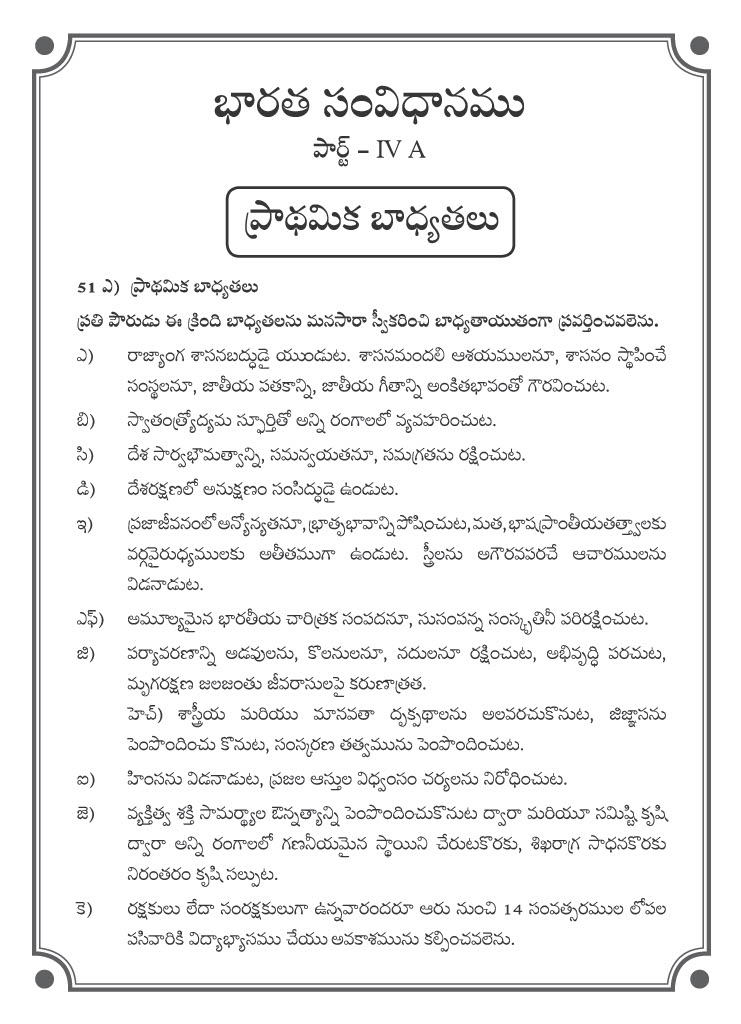 భారత సంవిధానము
పార్ట్ – IV A
ప్రాథమిక బాధ్యతలు
51 ఎ) ప్రాథమిక బాధ్యతలు
ప్రతి పౌరుడు ఈ క్రింది బాధ్యతలను మనసారా స్వీకరించి బాధ్యతాయుతంగా ప్రవర్తించవలెను.
ఎ) రాజ్యాంగ శాసనబద్ధుడై యుండుట. శాసనమందలి ఆశయములనూ, శాసనం స్థాపించే
సంస్థలనూ, జాతీయ పతకాన్ని, జాతీయ గీతాన్ని అంకితభావంతో గౌరవించుట.
బి) స్వాతంత్ర్యోద్యమ స్ఫూర్తితో అన్ని రంగాలలో వ్యవహరించుట.
సి) దేశ సార్వభౌమత్వాన్ని, సమన్వయతనూ, సమగ్రతను రక్షించుట.
డి) దేశరక్షణలో అనుక్షణం సంసిద్ధుడై ఉండుట.
ఇ) ప్రజాజీవనంలో అన్యోన్యతనూ, భ్రాతృభావాన్ని పోషించుట, మత, భాష ప్రాంతీయతత్త్వాలకు
వర్గవైరుధ్యములకు అతీతముగా ఉండుట. స్త్రీలను అగౌరవపరచే ఆచారములను
విడనాడుట.
ఎఫ్) అమూల్యమైన భారతీయ చారిత్రక సంపదనూ, సుసంపన్న సంస్కృతినీ పరిరక్షించుట.
జి) పర్యావరణాన్ని అడవులను, కొలనులనూ, నదులనూ రక్షించుట, అభివృద్ధి పరచుట,
మృగరక్షణ జలజంతు జీవరాసులపై కరుణార్ద్రత.
హెచ్) శాస్త్రీయ మరియు మానవతా దృక్పథాలను అలవరచుకొనుట, జిజ్ఞాసను
పెంపొందించు కొనుట, సంస్కరణ తత్వమును పెంపొందించుట.
ఐ) హింసను విడనాడుట, ప్రజల ఆస్తుల విధ్వంసం చర్యలను నిరోధించుట.
జె) వ్యక్తిత్వ శక్తి సామర్థ్యాల ఔన్నత్యాన్ని పెంపొందించుకొనుట ద్వారా మరియూ సమిష్టి కృషి
ద్వారా అన్ని రంగాలలో గణనీయమైన స్థాయిని చేరుటకొరకు, శిఖరాగ్ర సాధనకొరకు
నిరంతరం కృషి సల్పుట.
కె) రక్షకులు లేదా సంరక్షకులుగా ఉన్నవారందరూ ఆరు నుంచి 14 సంవత్సరముల లోపల
పసివారికి విద్యాభ్యాసము చేయు అవకాశమును కల్పించవలెను.